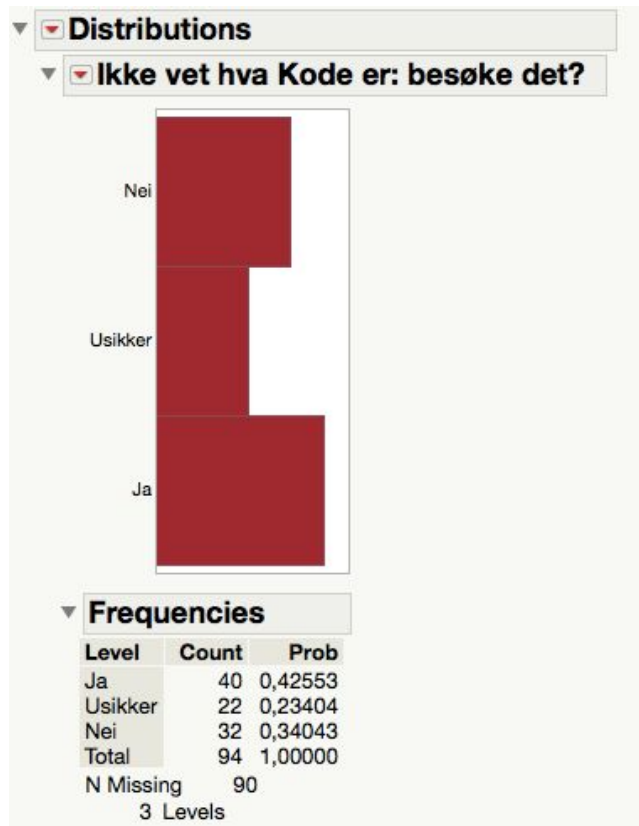 Distributions
Ikke vet hva Kode er: besøke det?
Nei
Usikker
Ja
Frequencies
Level Count Prob
Ja 40 0,42553
Usikker 22 0,23404
Nei 32 0,34043
Total 94 1,00000
N Missing 90
3 Levels